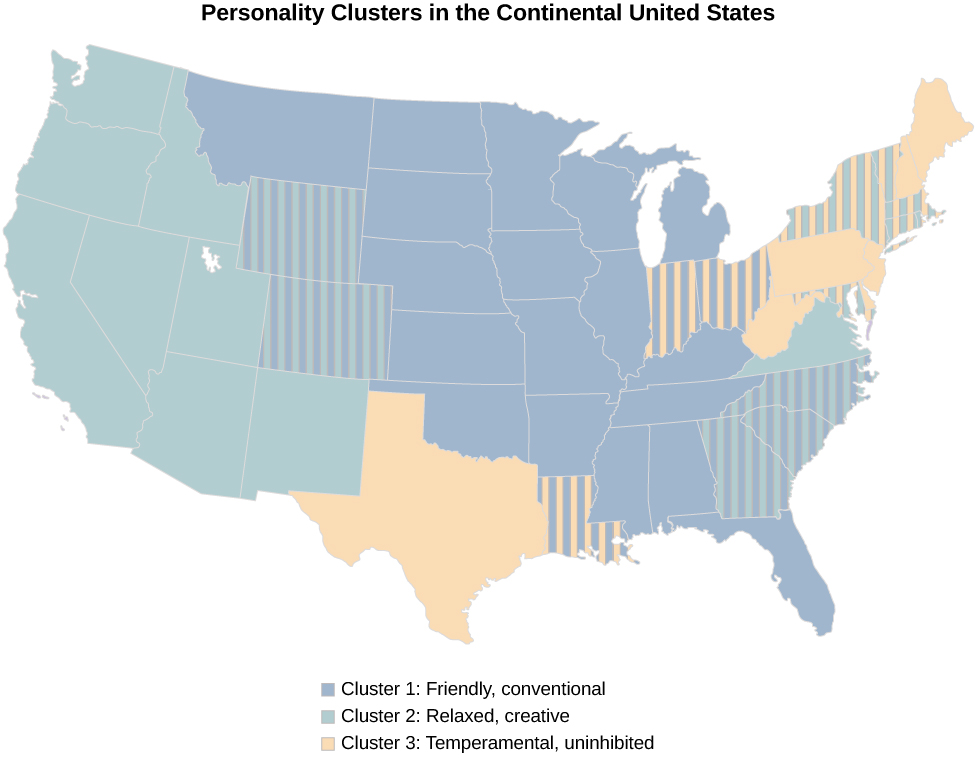 Personality Clusters in the Continental United States
Cluster 1: Friendly, conventional
Cluster 2: Relaxed, creative
Cluster 3: Temperamental, uninhibited